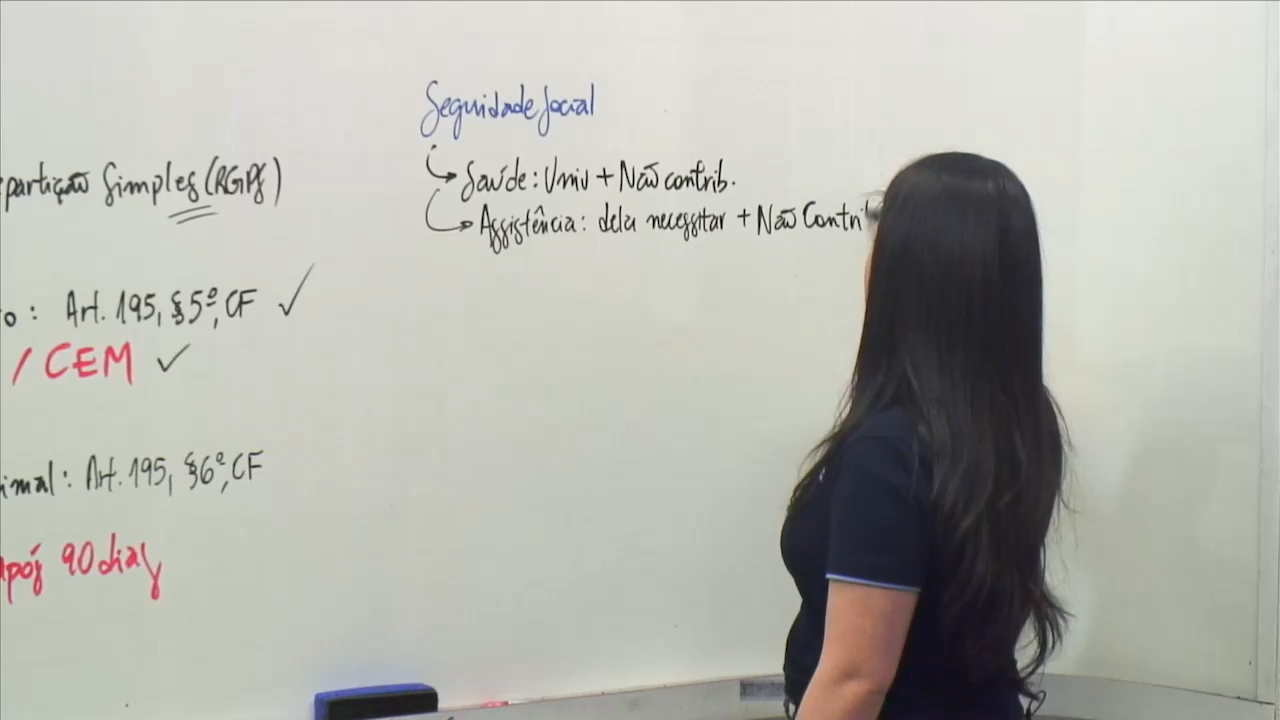 partição Simples (RGPS)
o : Art. 195, §5º, CF ✓
/ CEM ✓
imal : Art. 195, §6º, CF
após 90 dias
Seguridade Social
Saúde : Univ + Não contrib.
Assistência : dela necessitar + Não Contri